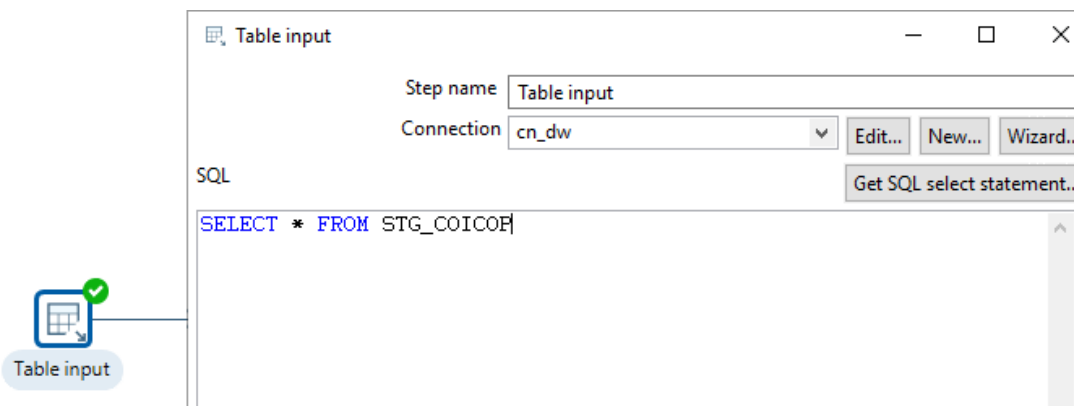 Table input
Step name Table input
Connection cn_dw Edit... New... Wizard..
SQL
Get SQL select statement..
SELECT * FROM STG_COICOP
Table input